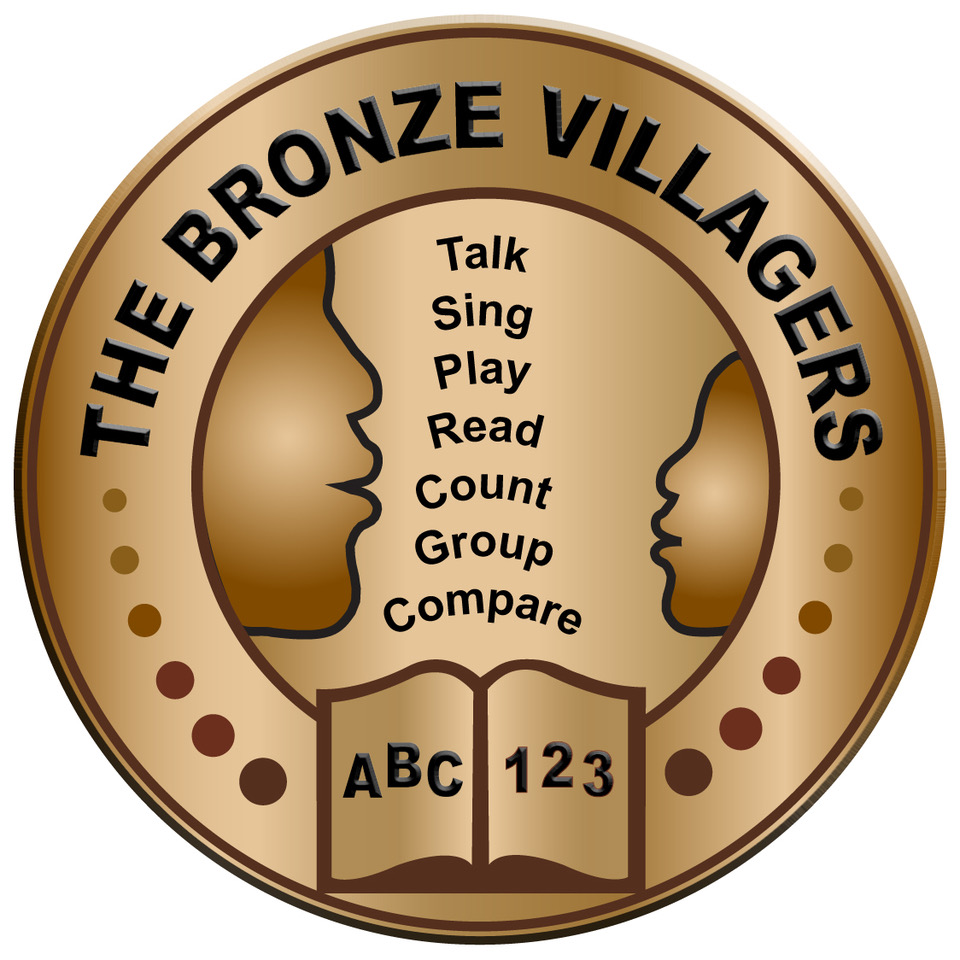 THE BRONZE VILLAGERS
Talk
Sing
Play
Read
Count
Group
Compare
ABC 123